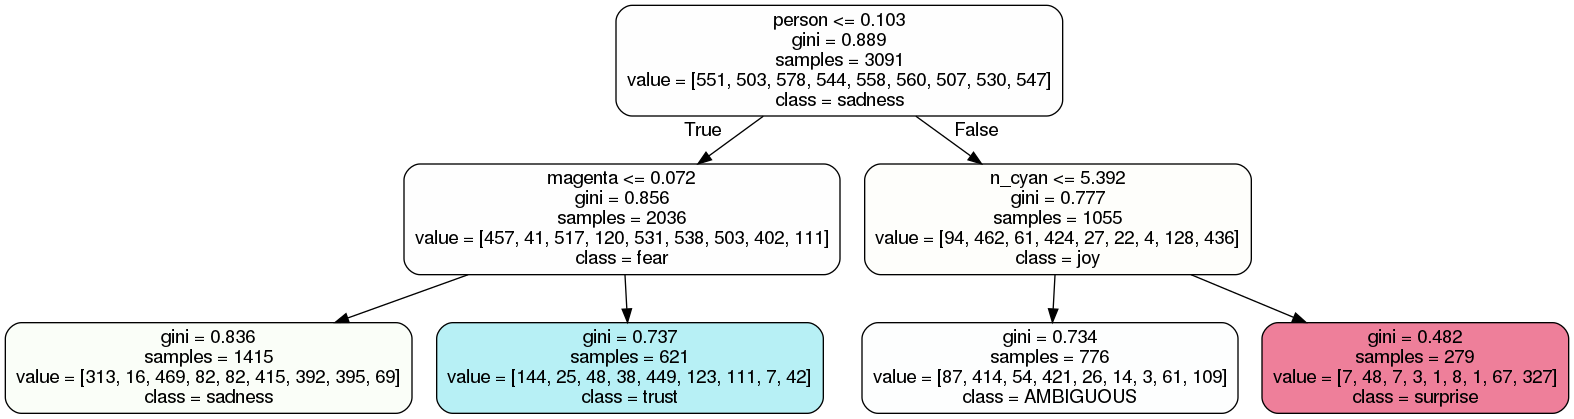 person <= 0.103
gini = 0.889
samples = 3091
value = [551, 503, 578, 544, 558, 560, 507, 530, 547]
class = sadness
True
False
magenta <= 0.072
gini = 0.856
samples = 2036
value = [457, 41, 517, 120, 531, 538, 503, 402, 111]
class = fear
n_cyan <= 5.392
gini = 0.777
samples = 1055
value = [94, 462, 61, 424, 27, 22, 4, 128, 436]
class = joy
gini = 0.836
samples = 1415
value = [313, 16, 469, 82, 82, 415, 392, 395, 69]
class = sadness
gini = 0.737
samples = 621
value = [144, 25, 48, 38, 449, 123, 111, 7, 42]
class = trust
gini = 0.734
samples = 776
value = [87, 414, 54, 421, 26, 14, 3, 61, 109]
class = AMBIGUOUS
gini = 0.482
samples = 279
value = [7, 48, 7, 3, 1, 8, 1, 67, 327]
class = surprise